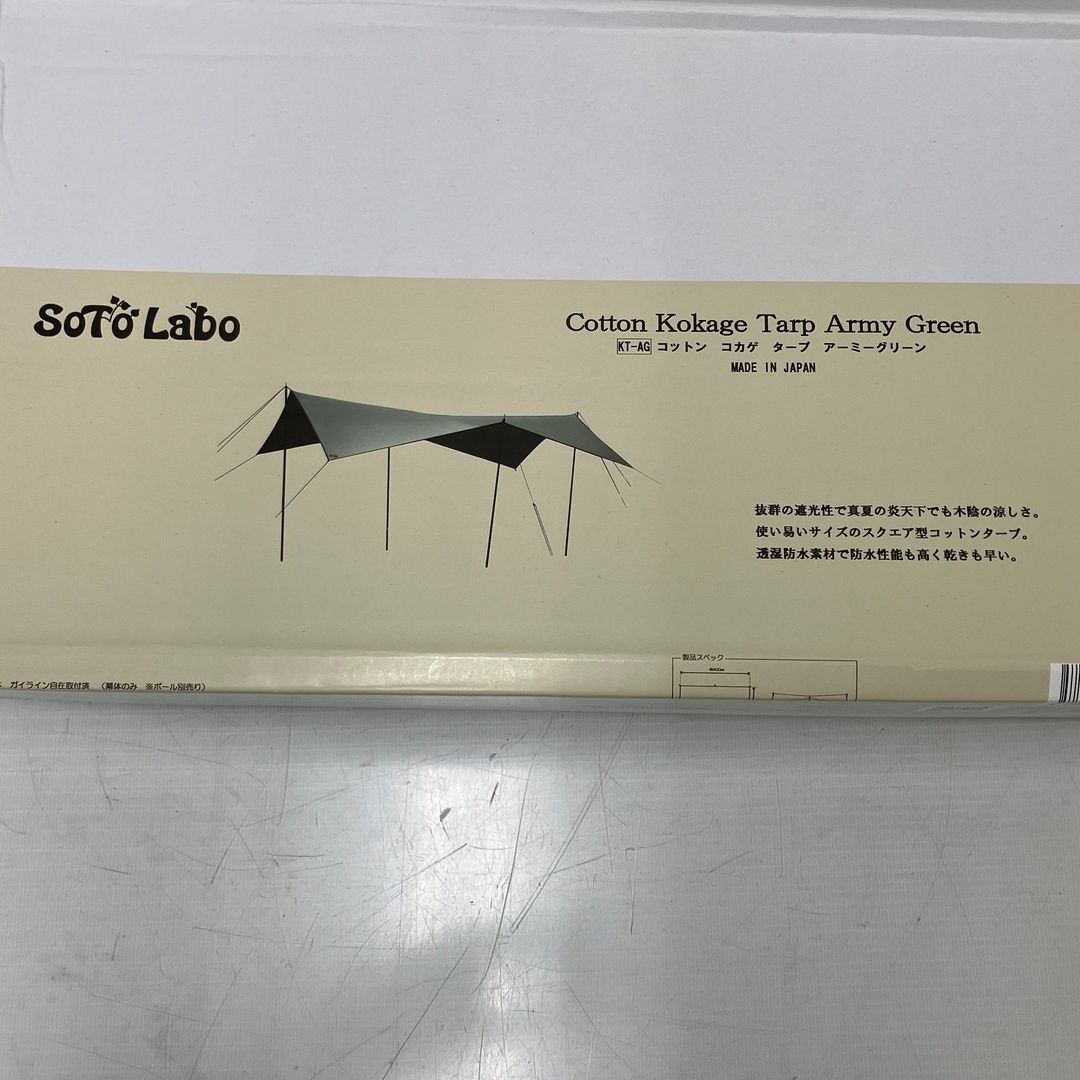 SoTo Labo
Cotton Kokage Tarp Army Green
KT-AG コットン コカゲ タープ アーミーグリーン
MADE IN JAPAN
抜群の遮光性で真夏の炎天下でも木陰の涼しさ。
使い易いサイズのスクエア型コットンタープ。
透湿防水素材で防水性能も高く乾きも早い。
製品スペック
ガイライン自在取付済 (幕体のみ ※ポール別売り)